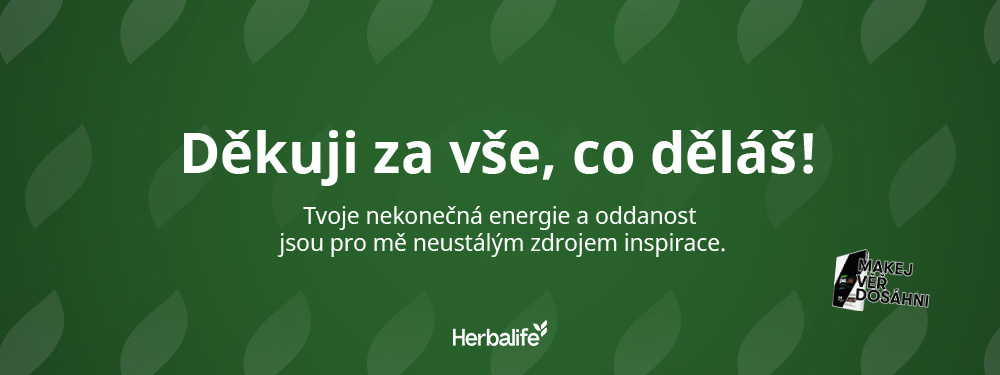 Děkuji za vše, co děláš!
Tvoje nekonečná energie a oddanost
jsou pro mě neustálým zdrojem inspirace.
MAKEJ
VĚŘ
DOSÁHNI
Herbalife